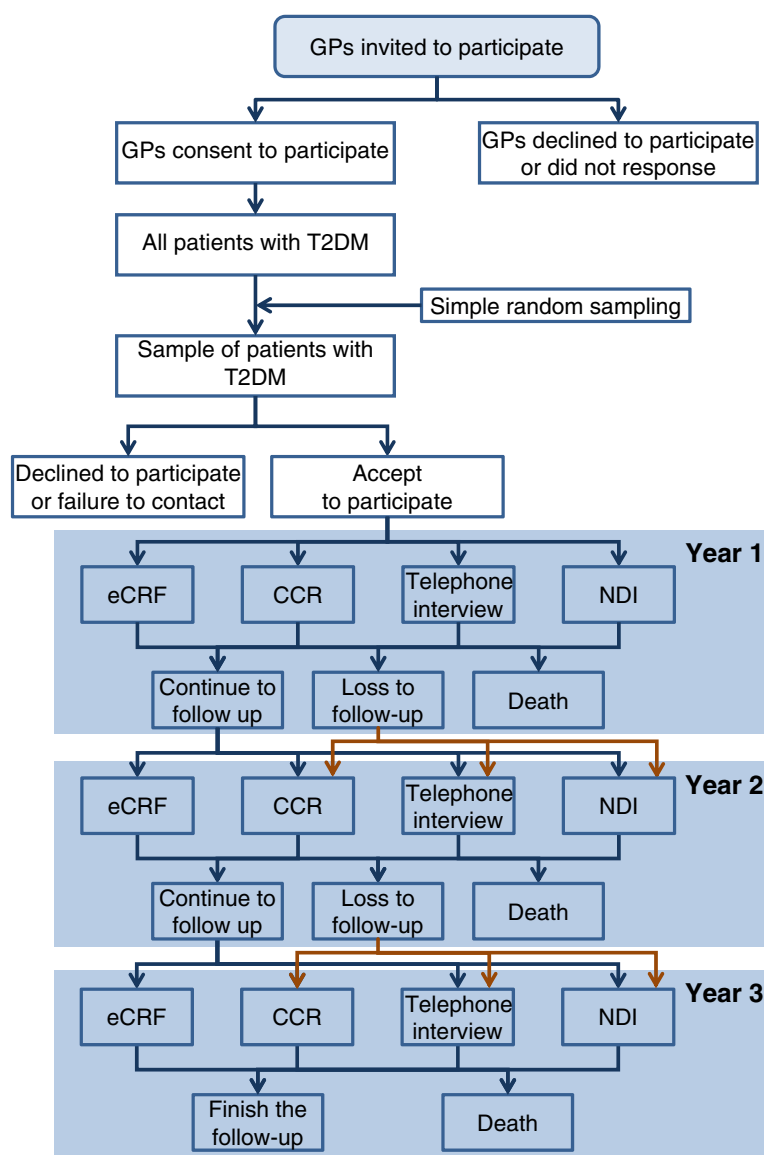 GPs invited to participate
GPs consent to participate
GPs declined to participate
or did not response
All patients with T2DM
Simple random sampling
Sample of patients with
T2DM
Declined to participate
or failure to contact
Accept
to participate
Year 1
eCRF
CCR
Telephone
interview
NDI
Continue to
follow up
Loss to
follow-up
Death
Year 2
eCRF
CCR
Telephone
interview
NDI
Continue to
follow up
Loss to
follow-up
Death
Year 3
eCRF
CCR
Telephone
interview
NDI
Finish the
follow-up
Death